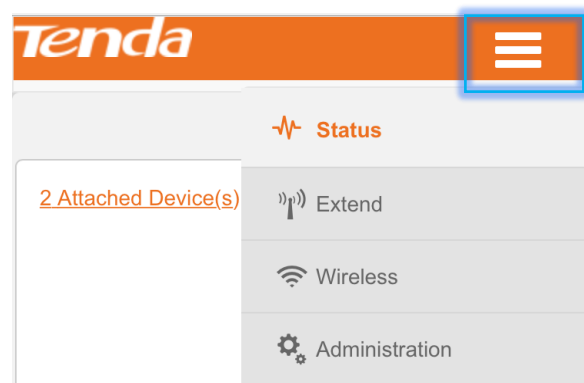 Tenda
Status
2 Attached Device(s)
Extend
Wireless
Administration